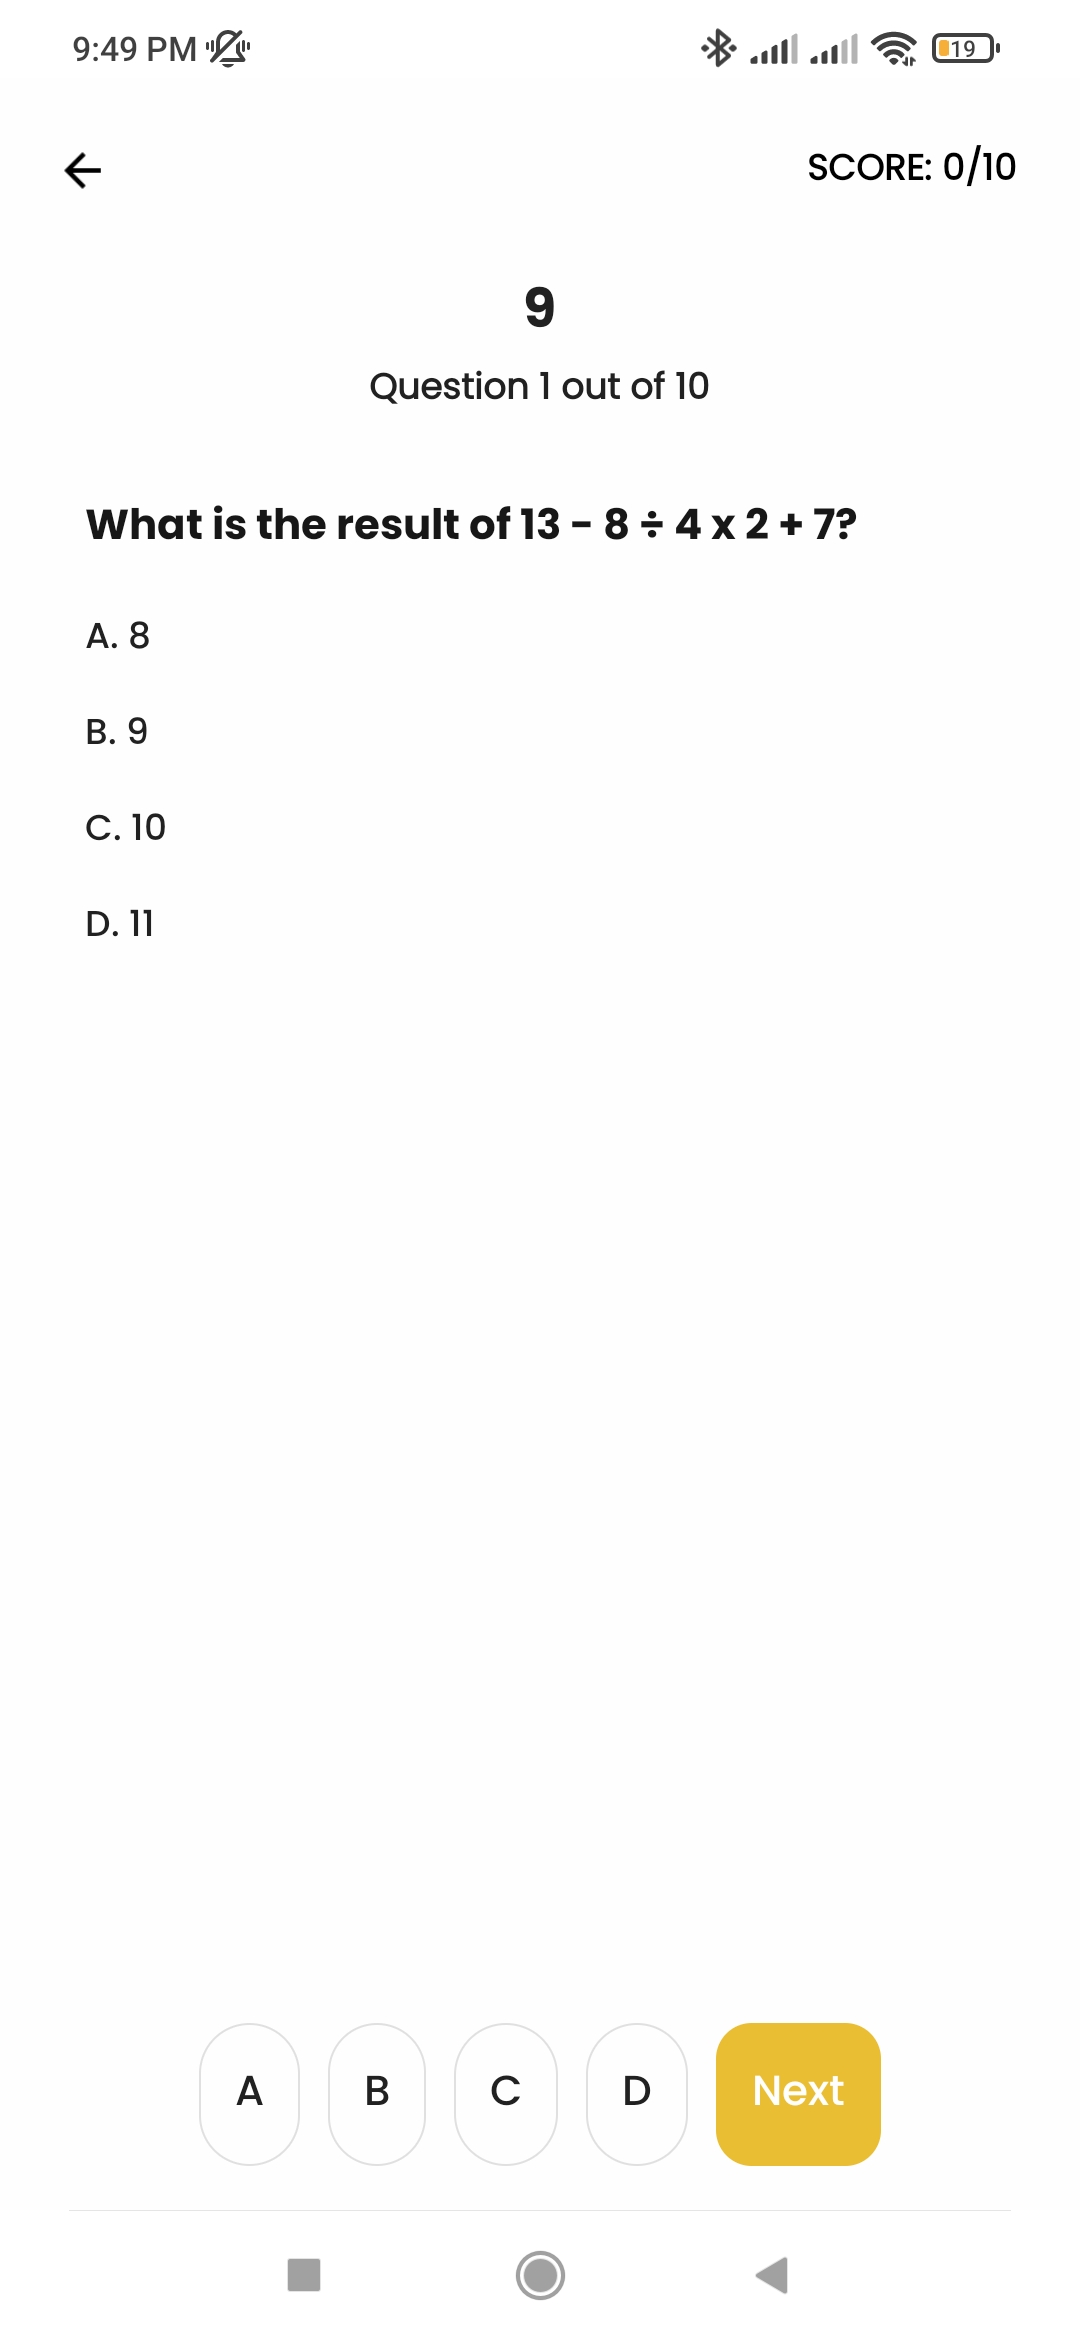 9:49 PM
19
SCORE: 0/10
9
Question 1 out of 10
What is the result of 13 - 8 ÷ 4 x 2 + 7?
A. 8
B. 9
C. 10
D. 11
A B C D Next